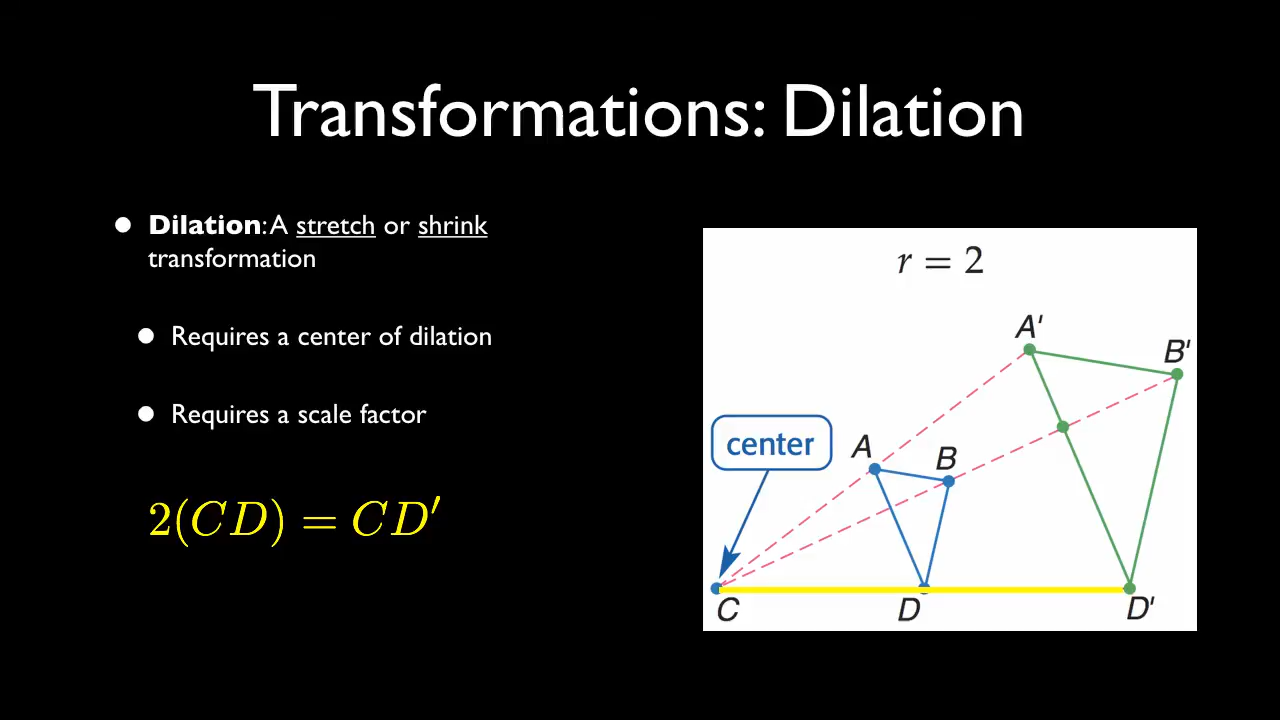 Transformations: Dilation
● Dilation: A stretch or shrink
transformation
● Requires a center of dilation
● Requires a scale factor
2(CD) = CD′
r = 2
A'
B'
center
A
B
C
D
D'